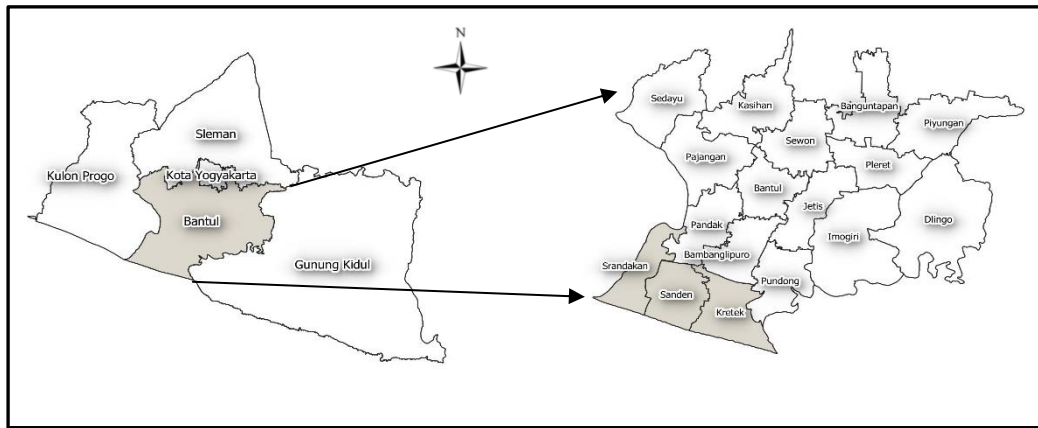 N
Sleman
Kulon Progo
Kota Yogyakarta
Bantul
Gunung Kidul
Sedayu
Kasihan
Banguntapan
Piyungan
Sewon
Pajangan
Pleret
Bantul
Jetis
Dlingo
Pandak
Imogiri
Bambanglipuro
Srandakan
Pundong
Sanden
Kretek